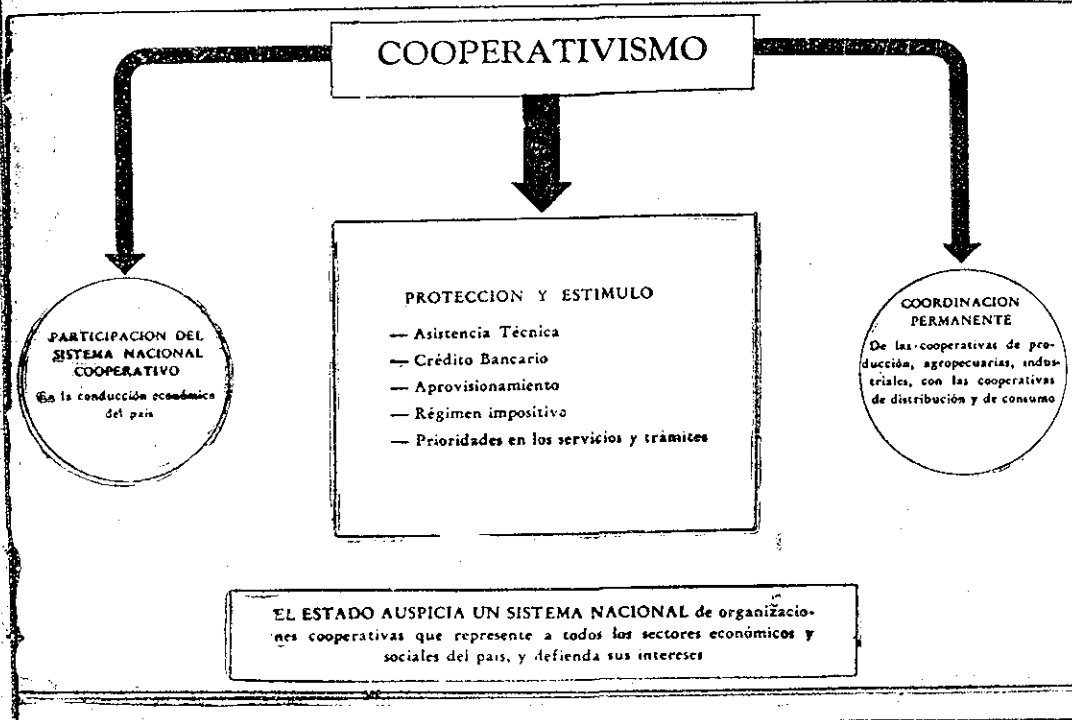 COOPERATIVISMO
PARTICIPACION DEL
SISTEMA NACIONAL
COOPERATIVO
En la conducción económica
del pais
PROTECCION Y ESTIMULO
— Asistencia Técnica
— Crédito Bancario
— Aprovisionamiento
— Régimen impositivo
— Prioridades en los servicios y trámites
COORDINACION
PERMANENTE
De las cooperativas de pro-
ducción, agropecuarias, indus-
triales, con las cooperativas
de distribución y de consumo
EL ESTADO AUSPICIA UN SISTEMA NACIONAL de organizacio-
nes cooperativas que represente a todos los sectores económicos y
sociales del pais, y defienda sus intereses